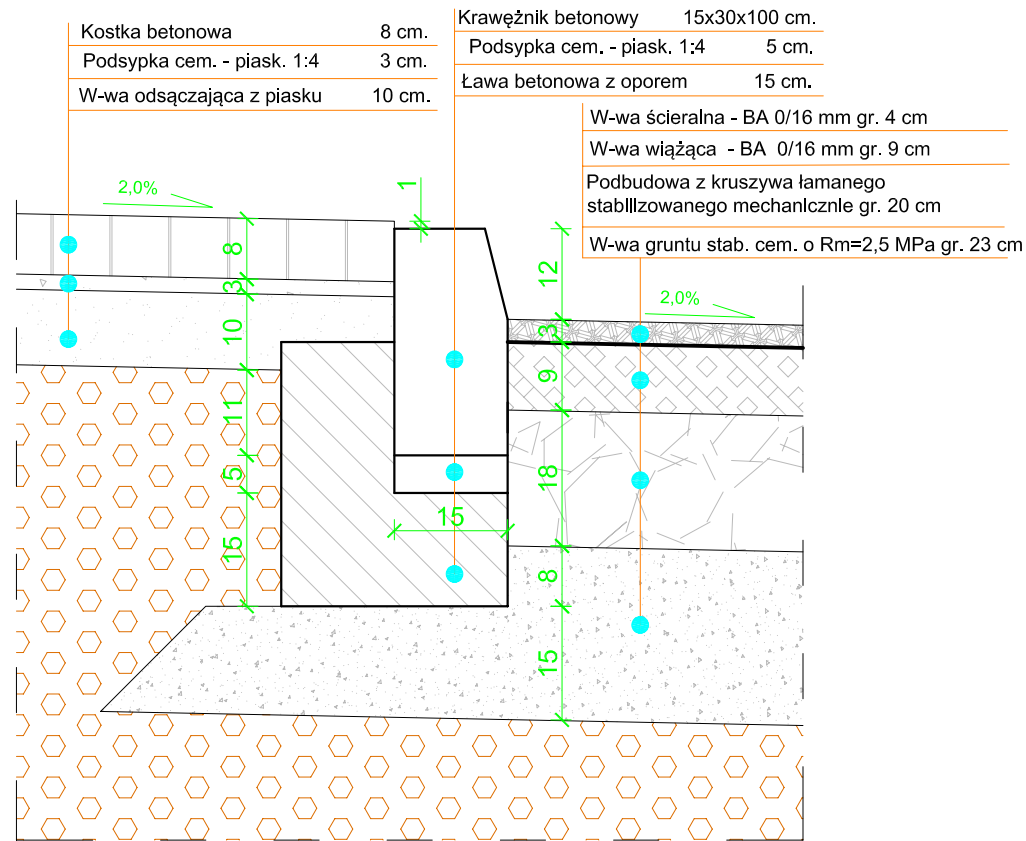 Kostka betonowa 8 cm.
Podsypka cem. - piask. 1:4 3 cm.
W-wa odsączająca z piasku 10 cm.
Krawężnik betonowy 15x30x100 cm.
Podsypka cem. - piask. 1:4 5 cm.
Ława betonowa z oporem 15 cm.
W-wa ścieralna - BA 0/16 mm gr. 4 cm
W-wa wiążąca - BA 0/16 mm gr. 9 cm
Podbudowa z kruszywa łamanego
stabilizowanego mechanicznie gr. 20 cm
W-wa gruntu stab. cem. o Rm=2,5 MPa gr. 23 cm
2,0%
1
8
3
10
11
5
15
15
12
2,0%
3
9
18
8
15